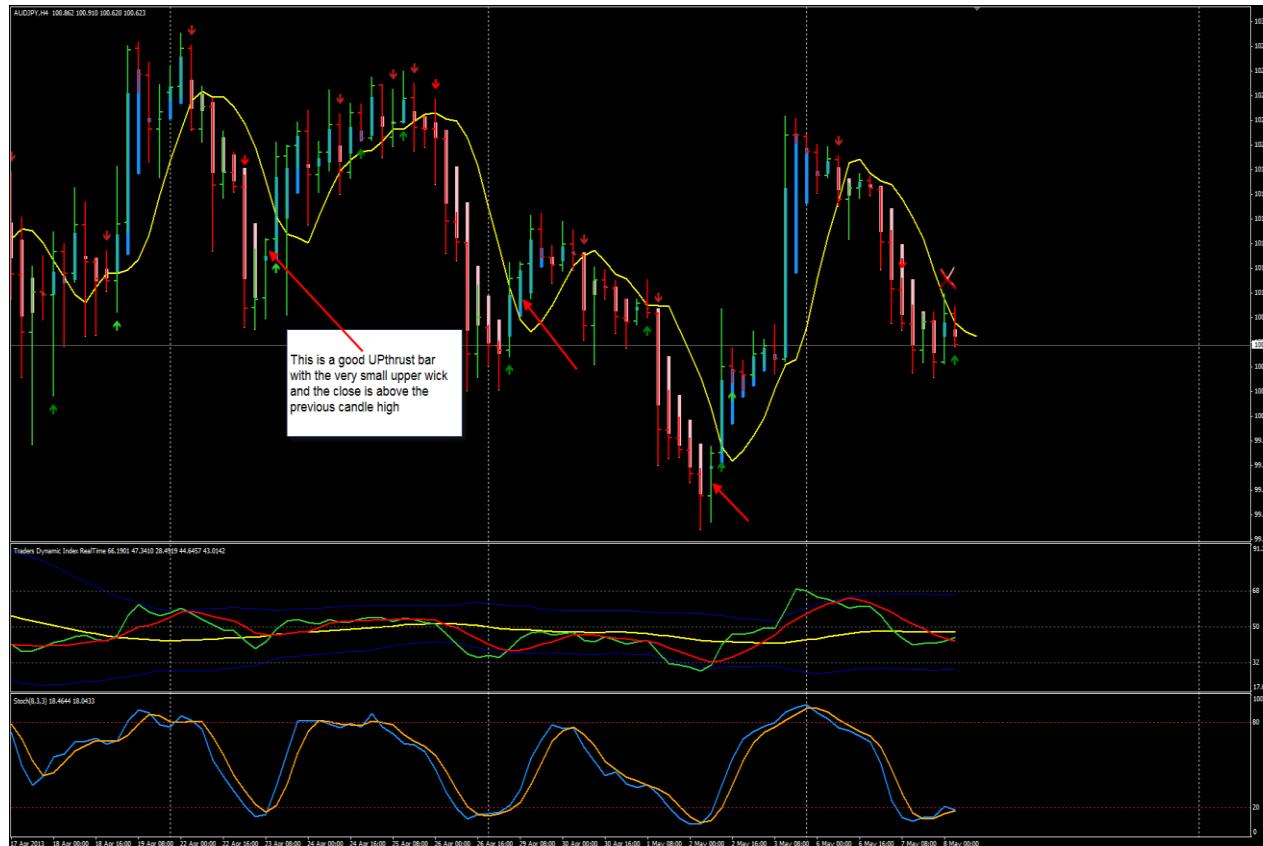 AUDJPY,H4 100.862 100.910 100.620 100.623
This is a good UPthrust bar
with the very small upper wick
and the close is above the
previous candle high
Traders Dynamic Index RealTime 66.1901 47.3410 28.4919 44.6457 43.0142
68
50
32
Stoch(8,3,3) 18.4644 18.0433
100
80
20
0
17 Apr 2013 18 Apr 00:00 18 Apr 16:00 19 Apr 08:00 22 Apr 00:00 22 Apr 16:00 23 Apr 08:00 24 Apr 00:00 24 Apr 16:00 25 Apr 08:00 26 Apr 00:00 26 Apr 16:00 29 Apr 08:00 30 Apr 00:00 30 Apr 16:00 1 May 08:00 2 May 00:00 2 May 16:00 3 May 08:00 6 May 00:00 6 May 16:00 7 May 08:00 8 May 00:00